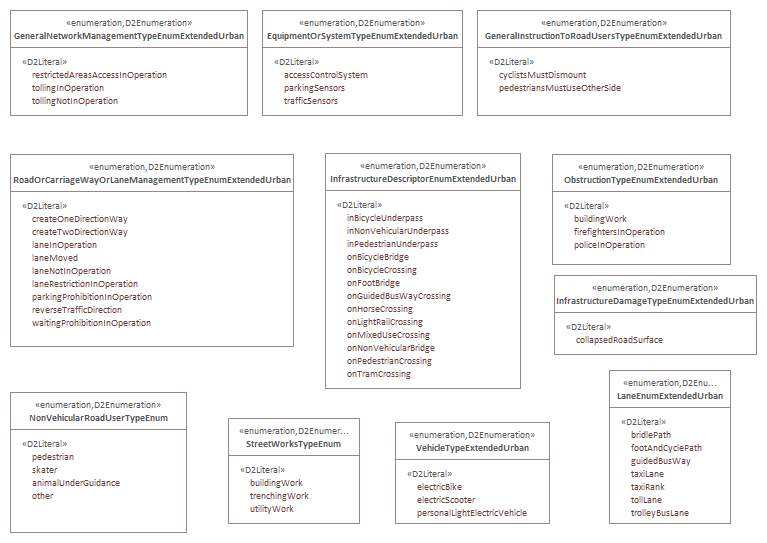 «enumeration,D2Enumeration»
GeneralNetworkManagementTypeEnumExtendedUrban
«D2Literal»
restrictedAreasAccessInOperation
tollingInOperation
tollingNotInOperation
«enumeration,D2Enumeration»
EquipmentOrSystemTypeEnumExtendedUrban
«D2Literal»
accessControlSystem
parkingSensors
trafficSensors
«enumeration,D2Enumeration»
GeneralInstructionToRoadUsersTypeEnumExtendedUrban
«D2Literal»
cyclistsMustDismount
pedestriansMustUseOtherSide
«enumeration,D2Enumeration»
RoadOrCarriageWayOrLaneManagementTypeEnumExtendedUrban
«D2Literal»
createOneDirectionWay
createTwoDirectionWay
laneInOperation
laneMoved
laneNotInOperation
laneRestrictionInOperation
parkingProhibitionInOperation
reverseTrafficDirection
waitingProhibitionInOperation
«enumeration,D2Enumeration»
InfrastructureDescriptorEnumExtendedUrban
«D2Literal»
inBicycleUnderpass
inNonVehicularUnderpass
inPedestrianUnderpass
onBicycleBridge
onBicycleCrossing
onFootBridge
onGuidedBusWayCrossing
onHorseCrossing
onLightRailCrossing
onMixedUseCrossing
onNonVehicularBridge
onPedestrianCrossing
onTramCrossing
«enumeration,D2Enumeration»
ObstructionTypeEnumExtendedUrban
«D2Literal»
buildingWork
firefightersInOperation
policeInOperation
«enumeration,D2Enumeration»
InfrastructureDamageTypeEnumExtendedUrban
«D2Literal»
collapsedRoadSurface
«enumeration,D2Enumeration»
NonVehicularRoadUserTypeEnum
«D2Literal»
pedestrian
skater
animalUnderGuidance
other
«enumeration,D2Enumer...
StreetWorksTypeEnum
«D2Literal»
buildingWork
trenchingWork
utilityWork
«enumeration,D2Enumeration»
VehicleTypeExtendedUrban
«D2Literal»
electricBike
electricScooter
personalLightElectricVehicle
«enumeration,D2Enu...
LaneEnumExtendedUrban
«D2Literal»
bridlePath
footAndCyclePath
guidedBusWay
taxiLane
taxiRank
tollLane
trolleyBusLane